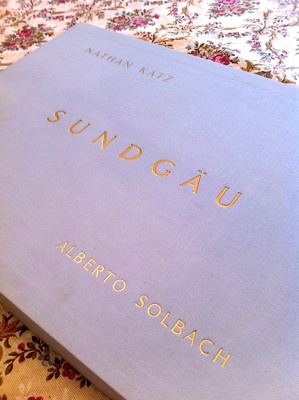 NATHAN KATZ
SUNDGÄU
ALBERTO SOLBACH